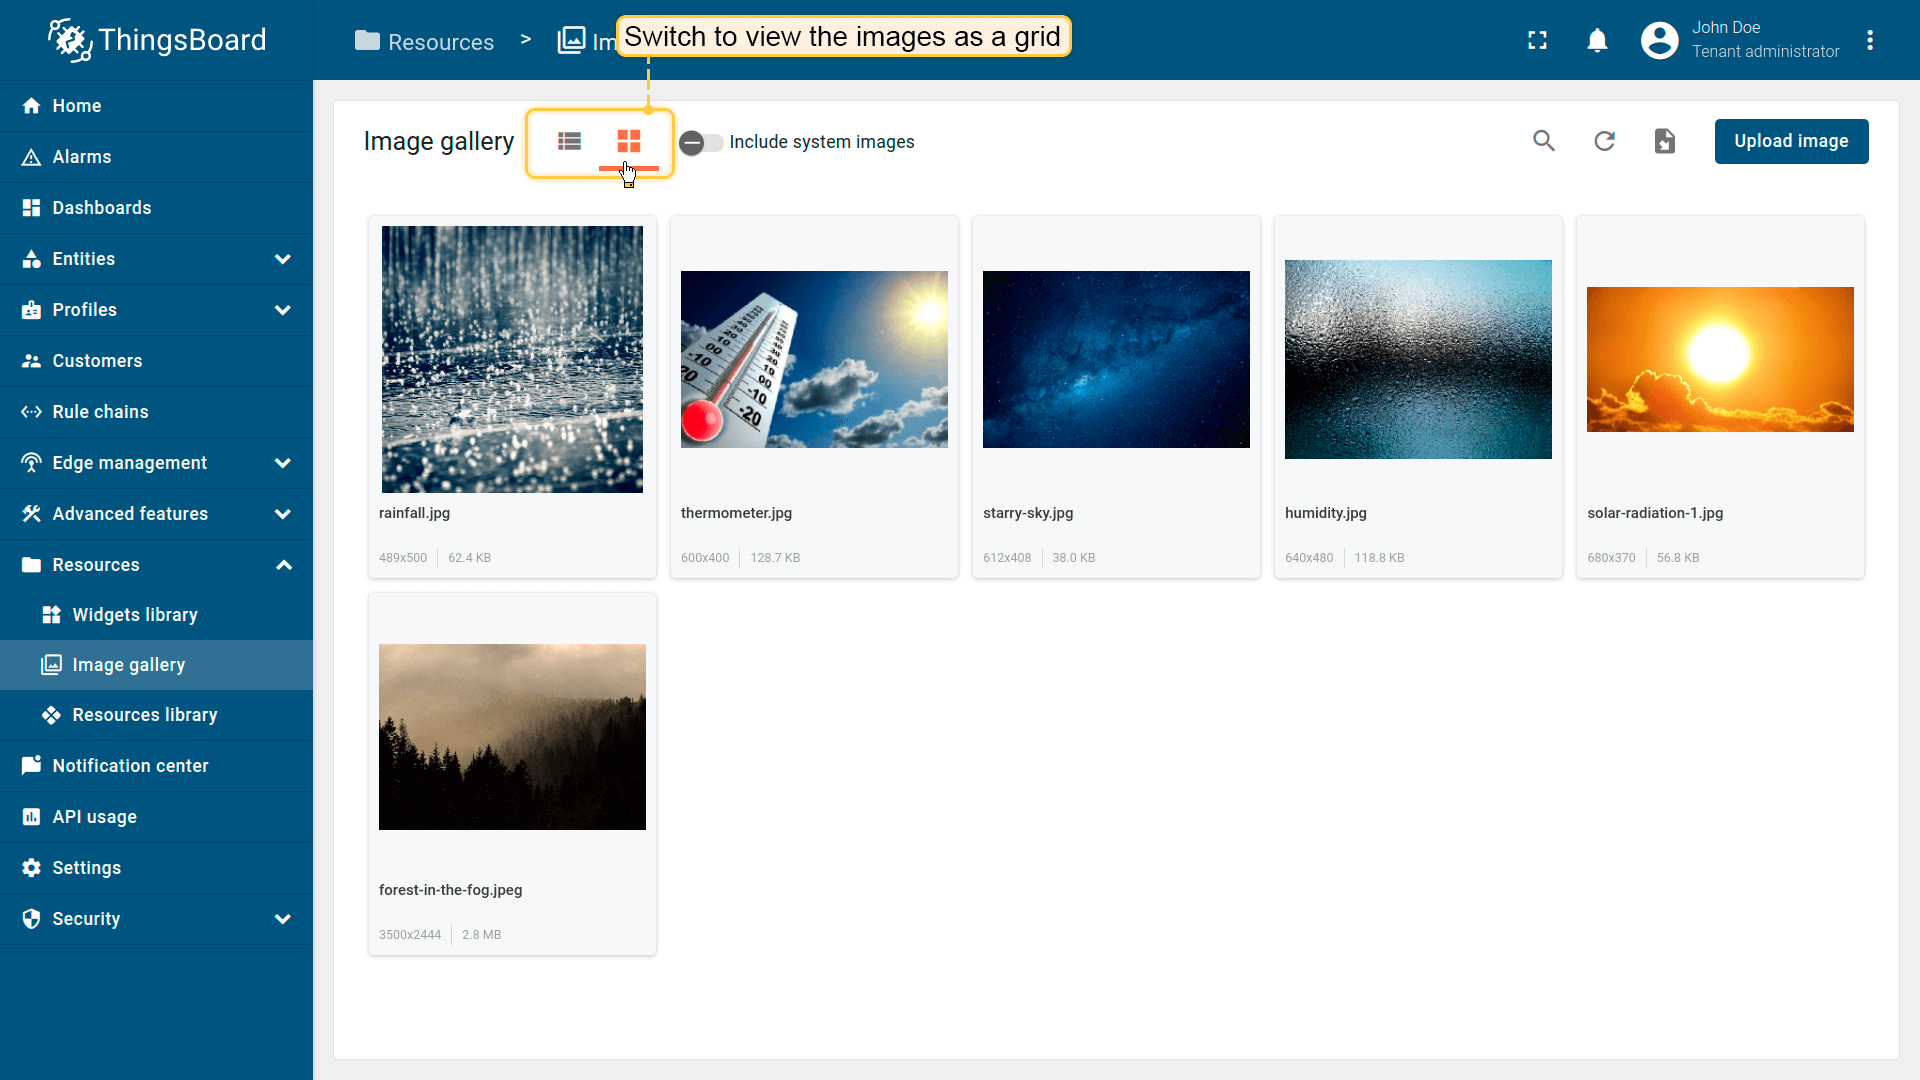 ThingsBoard
Resources > Im
Switch to view the images as a grid
John Doe
Tenant administrator
Home
Alarms
Dashboards
Entities
Profiles
Customers
Rule chains
Edge management
Advanced features
Resources
Widgets library
Image gallery
Resources library
Notification center
API usage
Settings
Security
Image gallery
Include system images
Upload image
rainfall.jpg
489x500 62.4 KB
thermometer.jpg
600x400 128.7 KB
starry-sky.jpg
612x408 38.0 KB
humidity.jpg
640x480 118.8 KB
solar-radiation-1.jpg
680x370 56.8 KB
forest-in-the-fog.jpeg
3500x2444 2.8 MB